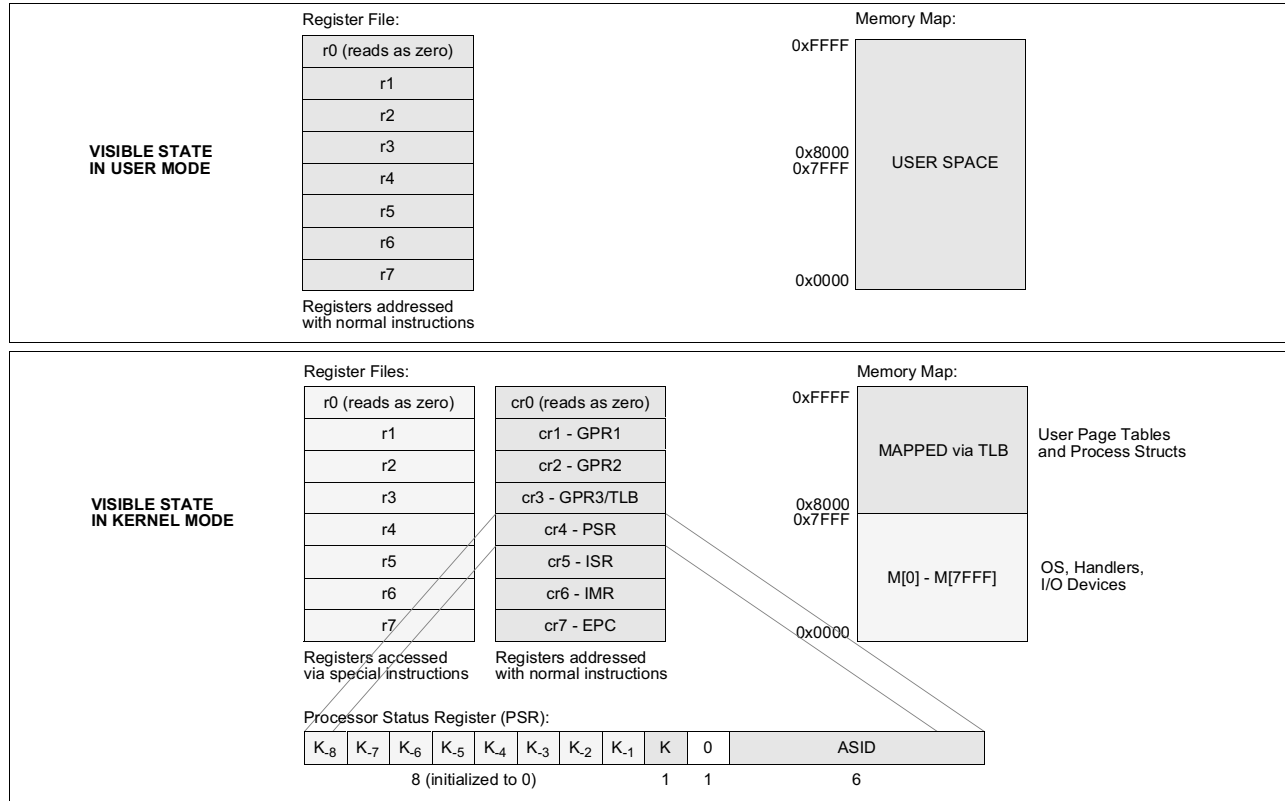 Register File:
Memory Map:
r0 (reads as zero)
r1
r2
r3
r4
r5
r6
r7
VISIBLE STATE
IN USER MODE
Registers addressed
with normal instructions
0xFFFF
0x8000
0x7FFF
0x0000
USER SPACE
Register Files:
Memory Map:
VISIBLE STATE
IN KERNEL MODE
r0 (reads as zero)
r1
r2
r3
r4
r5
r6
r7
Registers accessed
via special instructions
cr0 (reads as zero)
cr1 - GPR1
cr2 - GPR2
cr3 - GPR3/TLB
cr4 - PSR
cr5 - ISR
cr6 - IMR
cr7 - EPC
Registers addressed
with normal instructions
0xFFFF
0x8000
0x7FFF
0x0000
MAPPED via TLB
M[0] - M[7FFF]
User Page Tables
and Process Structs
OS, Handlers,
I/O Devices
Processor Status Register (PSR):
K-8 K-7 K-6 K-5 K-4 K-3 K-2 K-1 K 0 ASID
8 (initialized to 0) 1 1 6